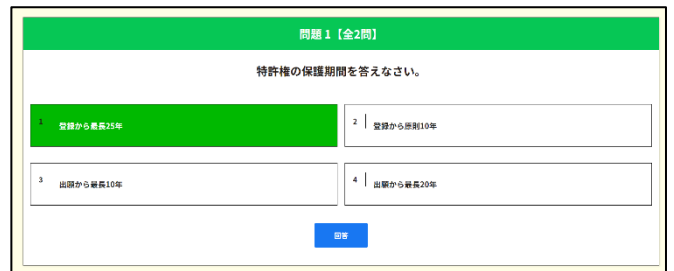 問題 1【全2問】
特許権の保護期間を答えなさい。
1 登録から最長25年
2 登録から原則10年
3 出願から最長10年
4 出願から最長20年
回答